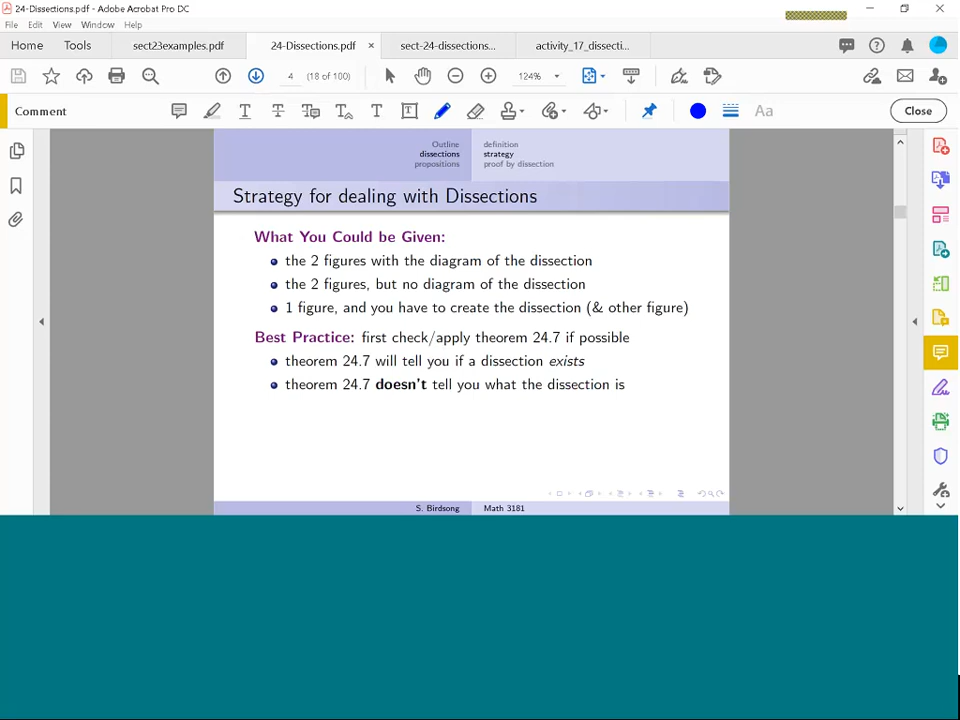 24-Dissections.pdf - Adobe Acrobat Pro DC
File Edit View Window Help
Home Tools sect23examples.pdf 24-Dissections.pdf × sect-24-dissections... activity_17_dissecti...
4 (18 of 100) 124%
Comment Aa Close
Outline definition
dissections strategy
propositions proof by dissection
Strategy for dealing with Dissections
What You Could be Given:
the 2 figures with the diagram of the dissection
the 2 figures, but no diagram of the dissection
1 figure, and you have to create the dissection (& other figure)
Best Practice: first check/apply theorem 24.7 if possible
theorem 24.7 will tell you if a dissection exists
theorem 24.7 doesn't tell you what the dissection is
S. Birdsong Math 3181